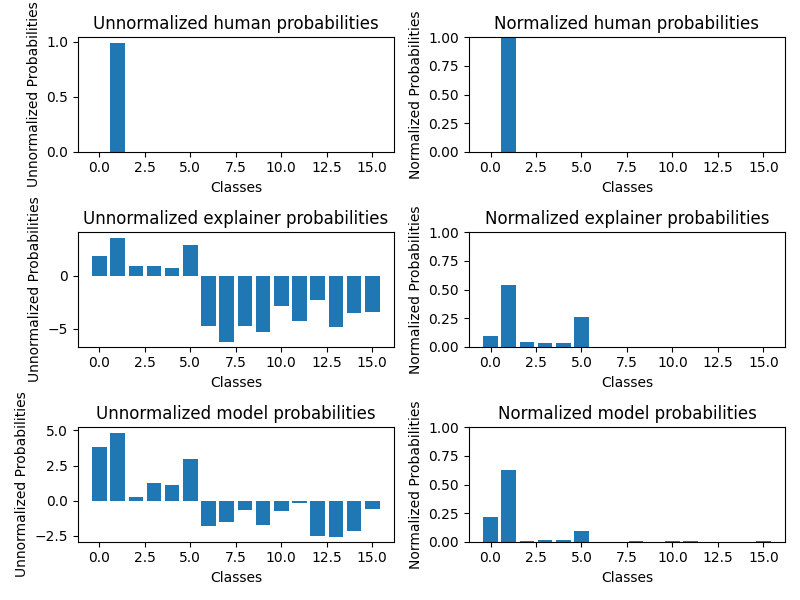 Unnormalized human probabilities
Unnormalized Probabilities
1.0
0.5
0.0
0.0 2.5 5.0 7.5 10.0 12.5 15.0
Classes
Normalized human probabilities
Normalized Probabilities
1.00
0.75
0.50
0.25
0.00
0.0 2.5 5.0 7.5 10.0 12.5 15.0
Classes
Unnormalized explainer probabilities
Unnormalized Probabilities
0
−5
0.0 2.5 5.0 7.5 10.0 12.5 15.0
Classes
Normalized explainer probabilities
Normalized Probabilities
1.00
0.75
0.50
0.25
0.00
0.0 2.5 5.0 7.5 10.0 12.5 15.0
Classes
Unnormalized model probabilities
Unnormalized Probabilities
5.0
2.5
0.0
−2.5
0.0 2.5 5.0 7.5 10.0 12.5 15.0
Classes
Normalized model probabilities
Normalized Probabilities
1.00
0.75
0.50
0.25
0.00
0.0 2.5 5.0 7.5 10.0 12.5 15.0
Classes